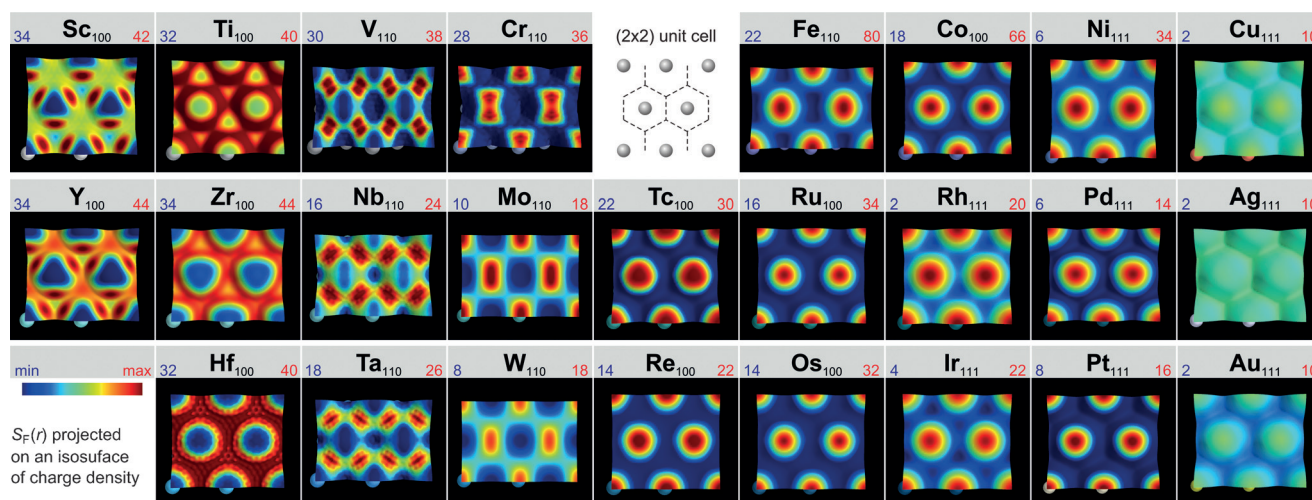 Sc100
34 42
Ti100
32 40
V110
30 38
Cr110
28 36
(2x2) unit cell
Fe110
22 80
Co100
18 66
Ni111
6 34
Cu111
2 10
Y100
34 44
Zr100
34 44
Nb110
16 24
Mo110
10 18
Tc100
22 30
Ru100
16 34
Rh111
2 20
Pd111
6 14
Ag111
2 10
min max
SF(r) projected
on an isosuface
of charge density
Hf100
32 40
Ta110
18 26
W110
8 18
Re100
14 22
Os100
14 32
Ir111
4 22
Pt111
8 16
Au111
2 10